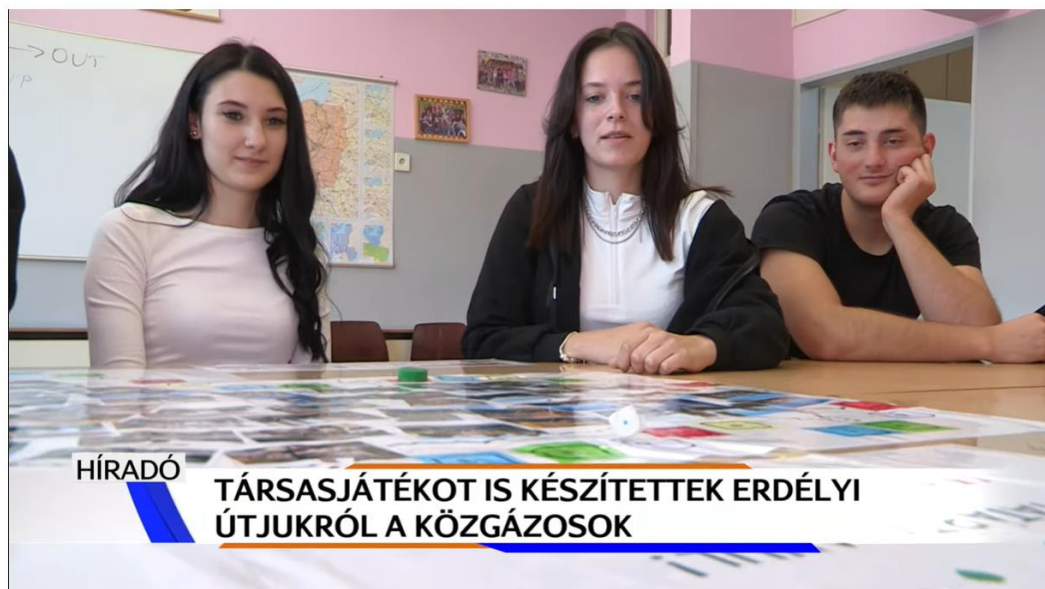 → OUT
HÍRADÓ
TÁRSASJÁTÉKOT IS KÉSZÍTETTEK ERDÉLYI
ÚTJUKRÓL A KÖZGÁZOSOK